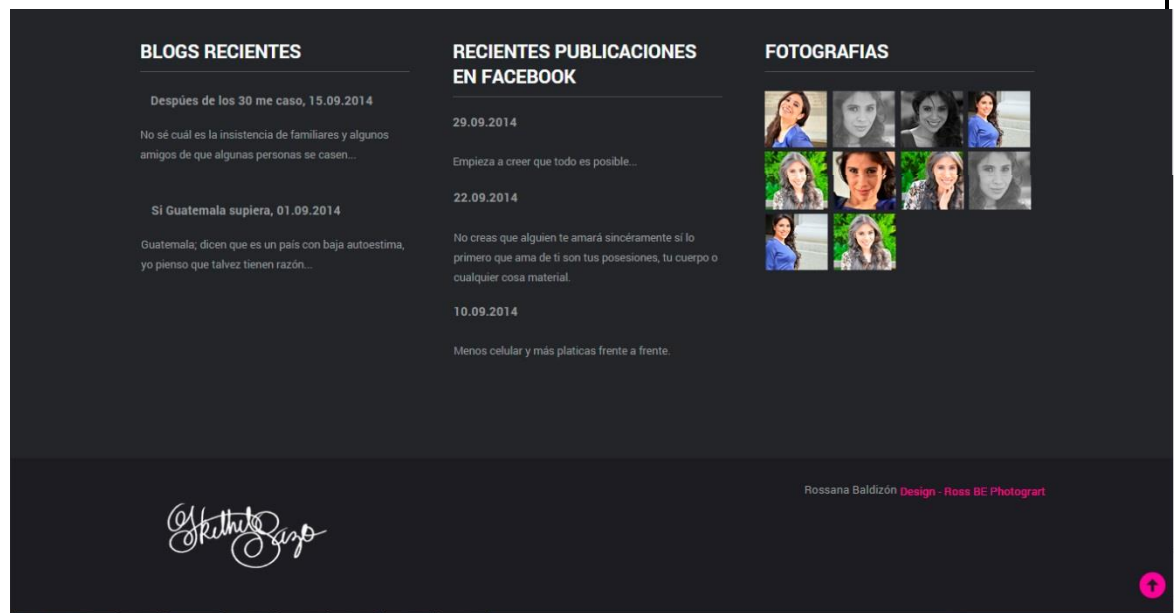 BLOGS RECIENTES
Despúes de los 30 me caso, 15.09.2014
No sé cuál es la insistencia de familiares y algunos
amigos de que algunas personas se casen...
Si Guatemala supiera, 01.09.2014
Guatemala; dicen que es un país con baja autoestima,
yo pienso que talvez tienen razón...
RECIENTES PUBLICACIONES
EN FACEBOOK
29.09.2014
Empieza a creer que todo es posible...
22.09.2014
No creas que alguien te amará sincéramente sí lo
primero que ama de ti son tus posesiones, tu cuerpo o
cualquier cosa material.
10.09.2014
Menos celular y más platicas frente a frente.
FOTOGRAFIAS
Rossana Baldizón Design - Ross BE Photogrart